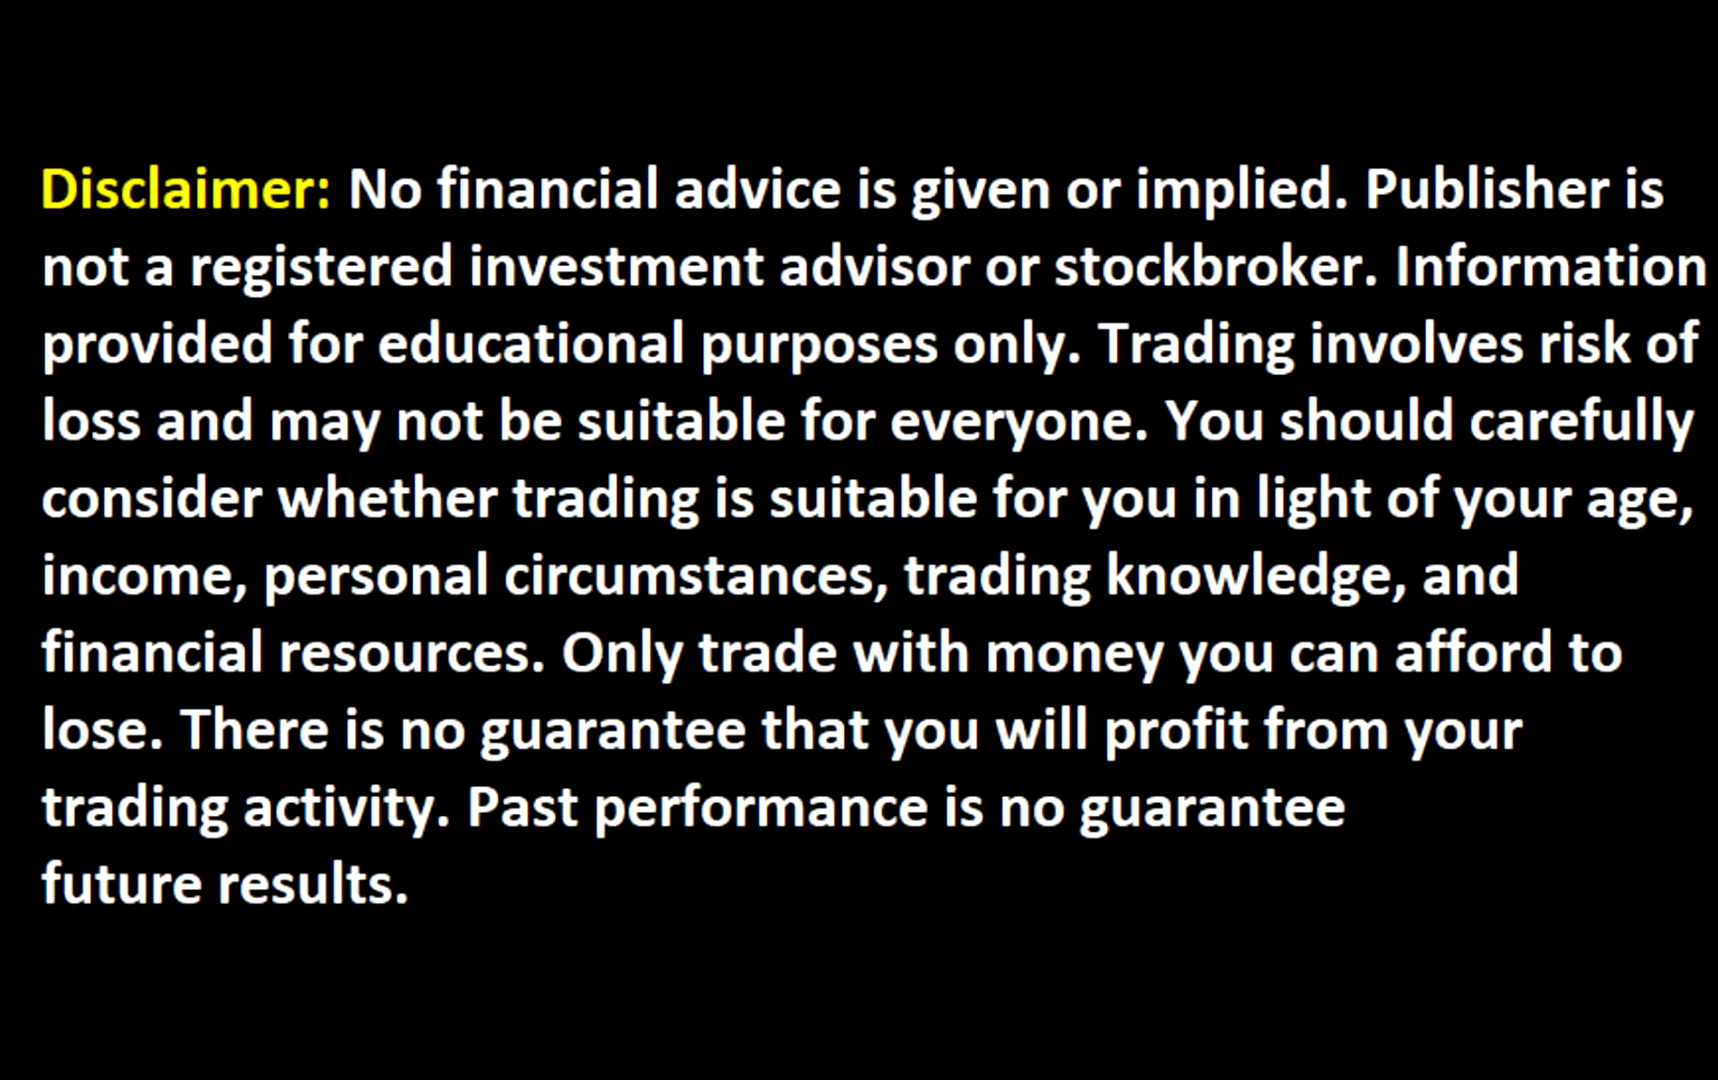 Disclaimer: No financial advice is given or implied. Publisher is
not a registered investment advisor or stockbroker. Information
provided for educational purposes only. Trading involves risk of
loss and may not be suitable for everyone. You should carefully
consider whether trading is suitable for you in light of your age,
income, personal circumstances, trading knowledge, and
financial resources. Only trade with money you can afford to
lose. There is no guarantee that you will profit from your
trading activity. Past performance is no guarantee
future results.